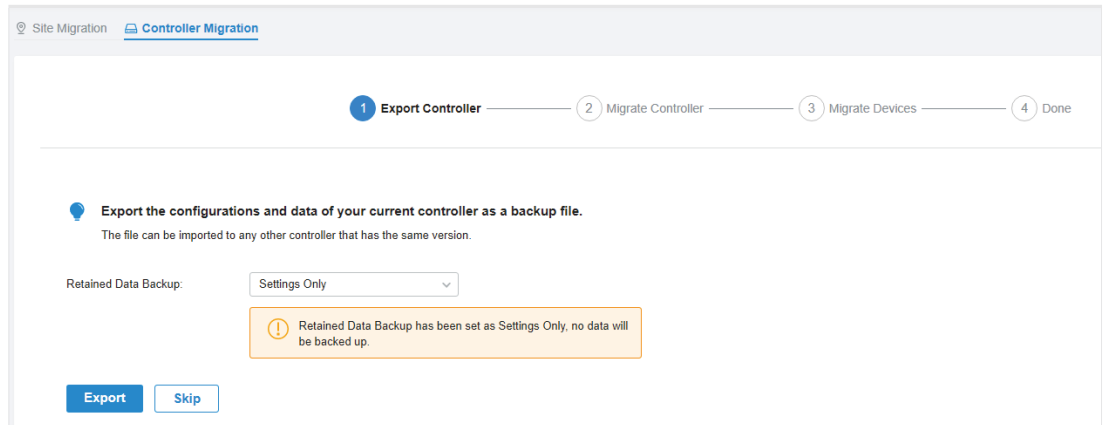 Site Migration Controller Migration
1 Export Controller 2 Migrate Controller 3 Migrate Devices 4 Done
Export the configurations and data of your current controller as a backup file.
The file can be imported to any other controller that has the same version.
Retained Data Backup: Settings Only
Retained Data Backup has been set as Settings Only, no data will
be backed up.
Export Skip